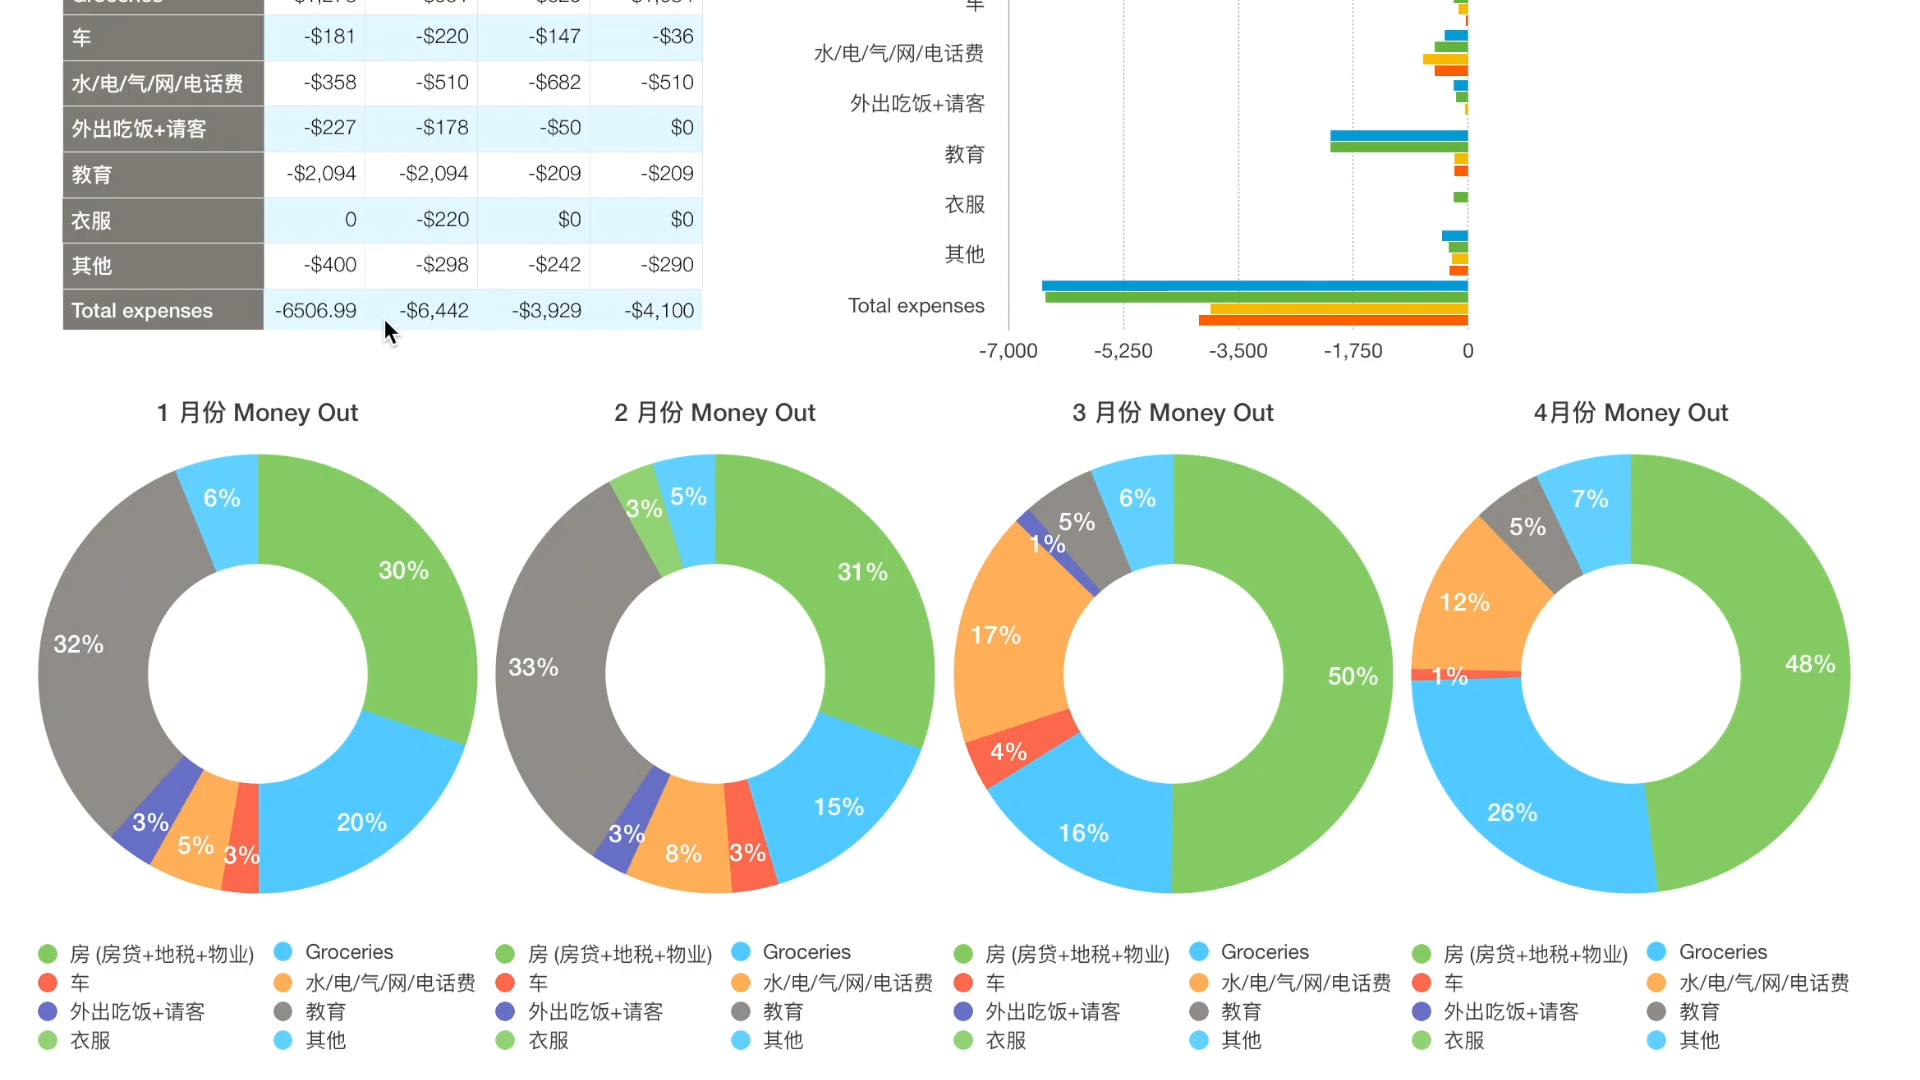 车 -$181 -$220 -$147 -$36
水/电/气/网/电话费 -$358 -$510 -$682 -$510
外出吃饭+请客 -$227 -$178 -$50 $0
教育 -$2,094 -$2,094 -$209 -$209
衣服 0 -$220 $0 $0
其他 -$400 -$298 -$242 -$290
Total expenses -6506.99 -$6,442 -$3,929 -$4,100
车
水/电/气/网/电话费
外出吃饭+请客
教育
衣服
其他
Total expenses
-7,000 -5,250 -3,500 -1,750 0
1 月份 Money Out
6%
30%
32%
20%
3%
5%
3%
房 (房贷+地税+物业) Groceries
车 水/电/气/网/电话费
外出吃饭+请客 教育
衣服 其他
2 月份 Money Out
3%
5%
31%
33%
15%
3%
8%
3%
房 (房贷+地税+物业) Groceries
车 水/电/气/网/电话费
外出吃饭+请客 教育
衣服 其他
3 月份 Money Out
6%
5%
1%
17%
50%
4%
16%
房 (房贷+地税+物业) Groceries
车 水/电/气/网/电话费
外出吃饭+请客 教育
衣服 其他
4月份 Money Out
7%
5%
12%
48%
1%
26%
房 (房贷+地税+物业) Groceries
车 水/电/气/网/电话费
外出吃饭+请客 教育
衣服 其他